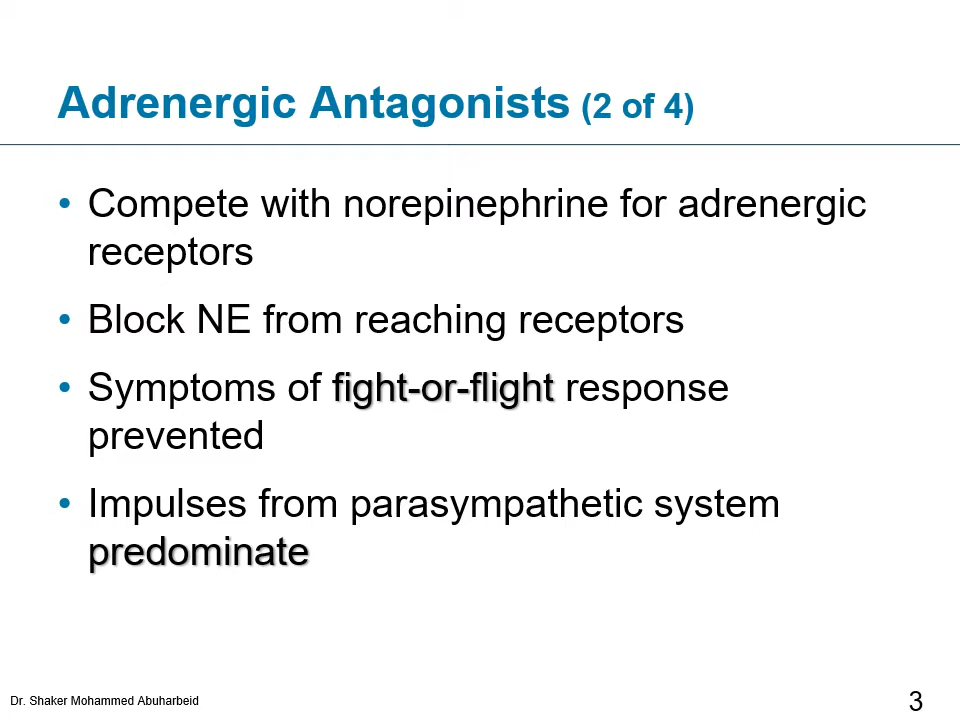 Adrenergic Antagonists (2 of 4)
• Compete with norepinephrine for adrenergic
receptors
• Block NE from reaching receptors
• Symptoms of fight-or-flight response
prevented
• Impulses from parasympathetic system
predominate
Dr. Shaker Mohammed Abuharbeid
3